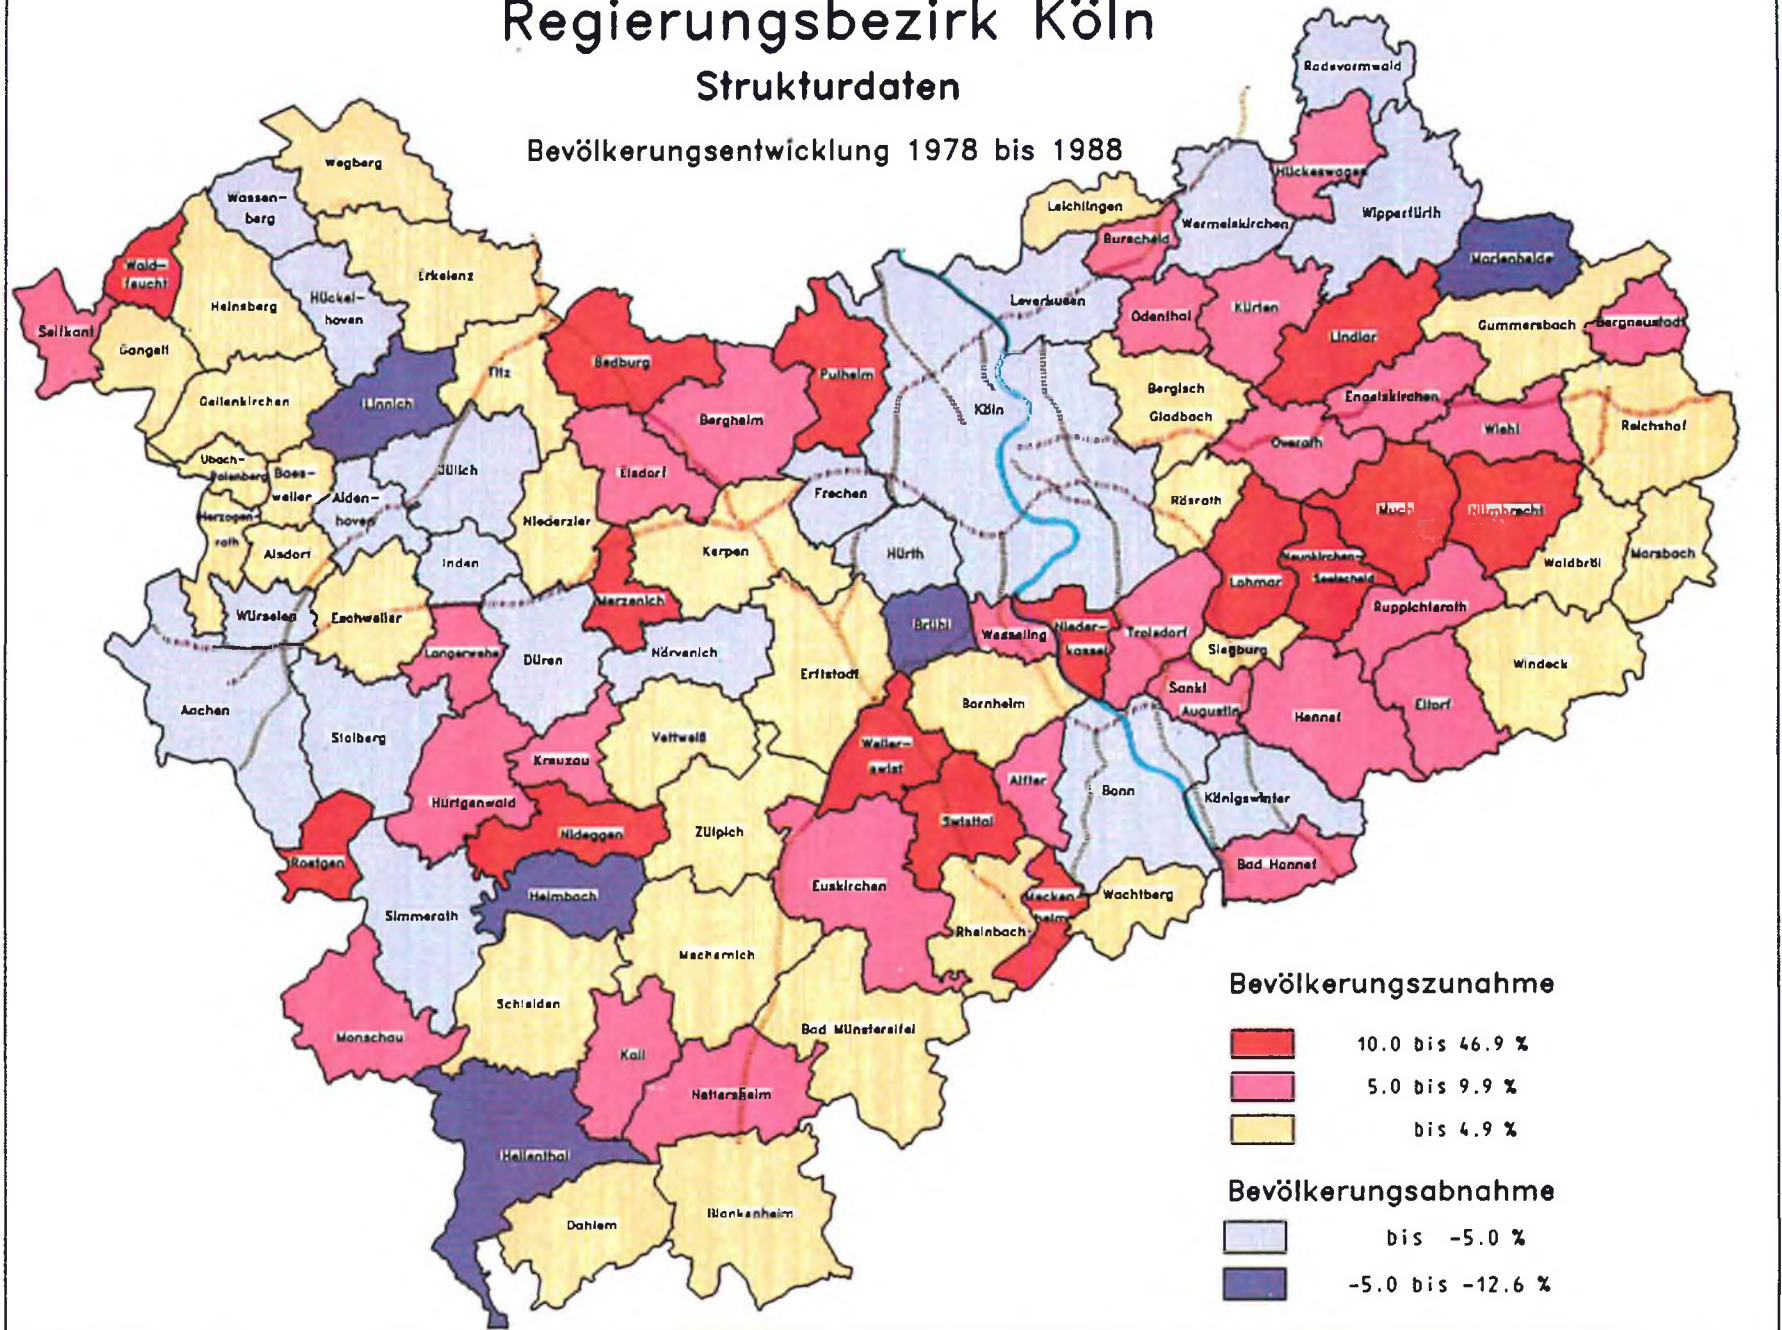 Regierungsbezirk Köln
Strukturdaten
Bevölkerungsentwicklung 1978 bis 1988
Radevormwald
Wegberg
Hückeswagen
Wassen-
berg
Leichlingen
Wipperfürth
Wermelskirchen
Burscheid
Marienheide
Wald-
feucht
Erkelenz
Heinsberg
Hückel-
hoven
Leverkusen
Odenthal
Kürten
Lindlar
Gummersbach
Bergneustadt
Selfkant
Gangelt
Titz
Bedburg
Pulheim
Köln
Bergisch
Gladbach
Engelskirchen
Geilenkirchen
Linnich
Bergheim
Overath
Wiehl
Reichshof
Übach-
Palenberg
Baes-
weiler
Jülich
Elsdorf
Alden-
hoven
Frechen
Rösrath
Much
Nümbrecht
Herzogen-
rath
Alsdorf
Niederzier
Kerpen
Hürth
Inden
Neunkirchen-
Seelscheid
Lohmar
Waldbröl
Morsbach
Würselen
Eschweiler
Merzenich
Brühl
Wesseling
Nieder-
kassel
Troisdorf
Ruppichteroth
Siegburg
Langerwehe
Düren
Nörvenich
Erftstadt
Windeck
Aachen
Stolberg
Bornheim
Sankt
Augustin
Hennef
Eitorf
Vettweiß
Kreuzau
Weiler-
swist
Alfter
Bonn
Königswinter
Hürtgenwald
Nideggen
Zülpich
Swisttal
Roetgen
Bad Honnef
Simmerath
Heimbach
Euskirchen
Mecken-
heim
Wachtberg
Rheinbach
Mechernich
Schleiden
Monschau
Kall
Bad Münstereifel
Nettersheim
Hellenthal
Dahlem
Blankenheim
Bevölkerungszunahme
10.0 bis 46.9 %
5.0 bis 9.9 %
bis 4.9 %
Bevölkerungsabnahme
bis -5.0 %
-5.0 bis -12.6 %